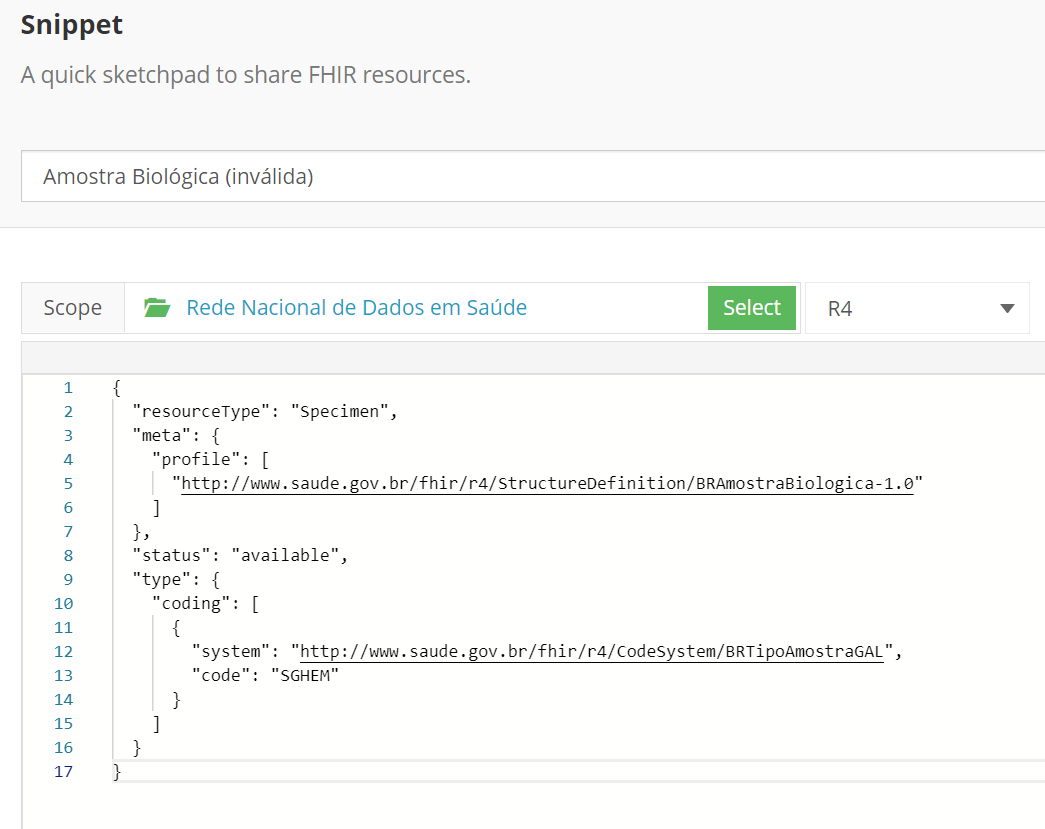 Snippet
A quick sketchpad to share FHIR resources.
Amostra Biológica (inválida)
Scope Rede Nacional de Dados em Saúde Select R4
1 {
2 "resourceType": "Specimen",
3 "meta": {
4 "profile": [
5 "http://www.saude.gov.br/fhir/r4/StructureDefinition/BRAmostraBiologica-1.0"
6 ]
7 },
8 "status": "available",
9 "type": {
10 "coding": [
11 {
12 "system": "http://www.saude.gov.br/fhir/r4/CodeSystem/BRTipoAmostraGAL",
13 "code": "SGHEM"
14 }
15 ]
16 }
17 }